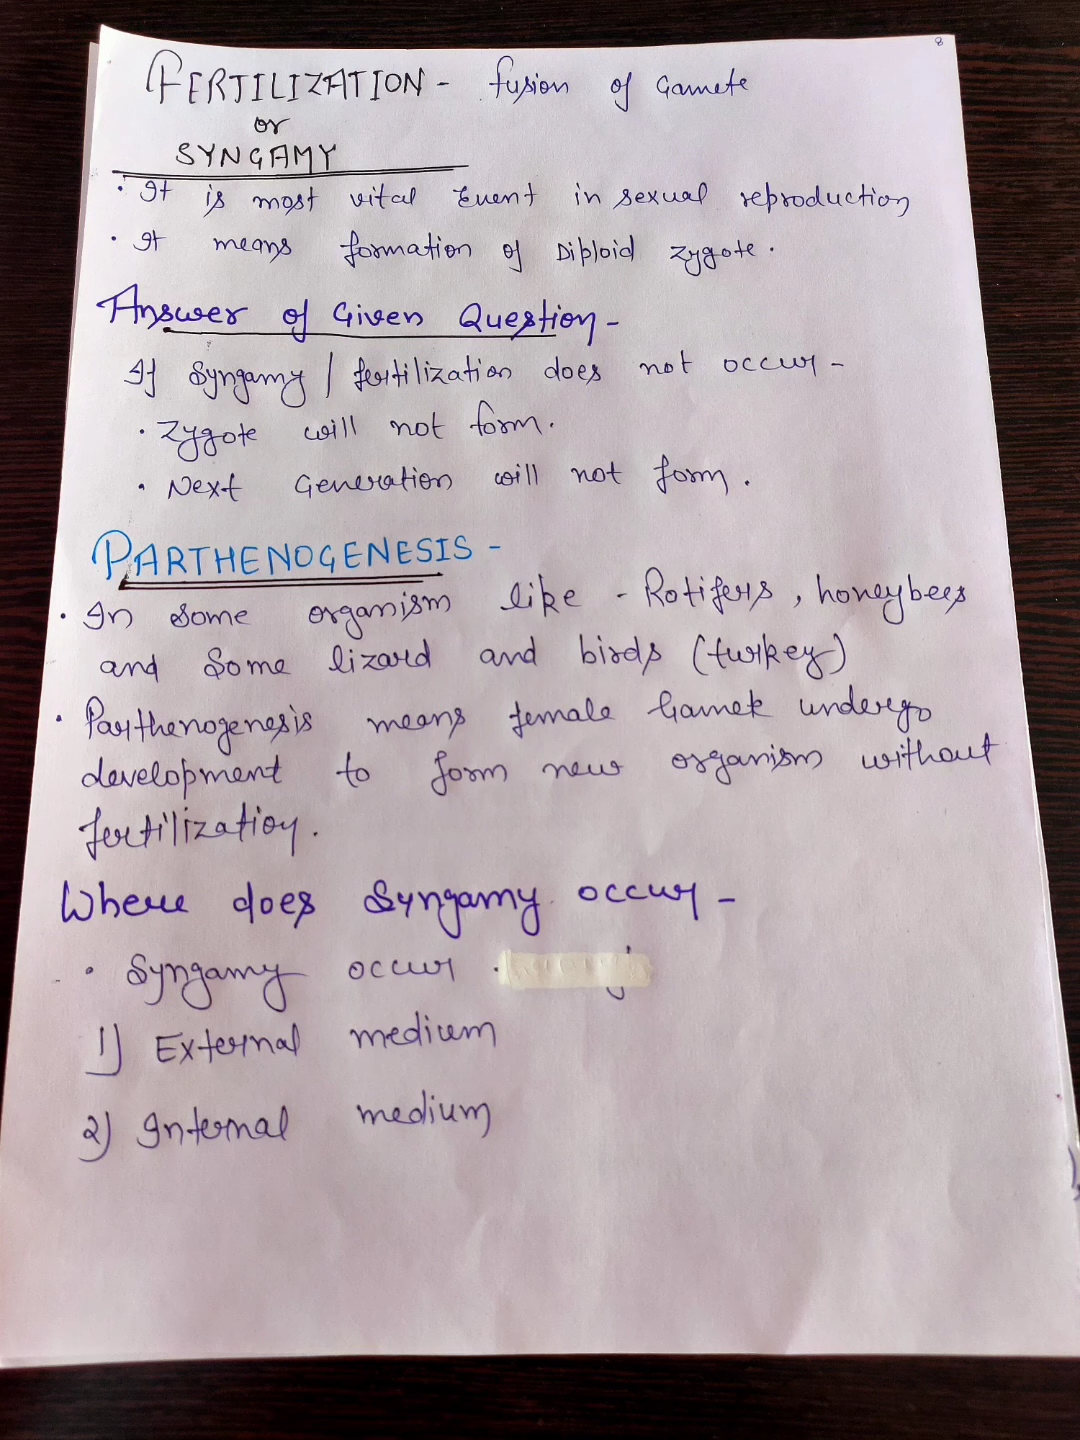 8
FERTILIZATION - fusion of Gamete
or
SYNGAMY
• It is most vital Event in sexual reproduction
• It means formation of Diploid zygote.
Answer of Given Question -
If Syngamy / fertilization does not occur -
• Zygote will not form.
• Next Generation will not form.
PARTHENOGENESIS -
• In some organism like - Rotifers, honeybees
and some lizard and birds (turkey)
• Parthenogenesis means female Gamete undergo
development to form new organism without
fertilization.
Where does Syngamy occur -
• Syngamy occur .
1) External medium
2) Internal medium